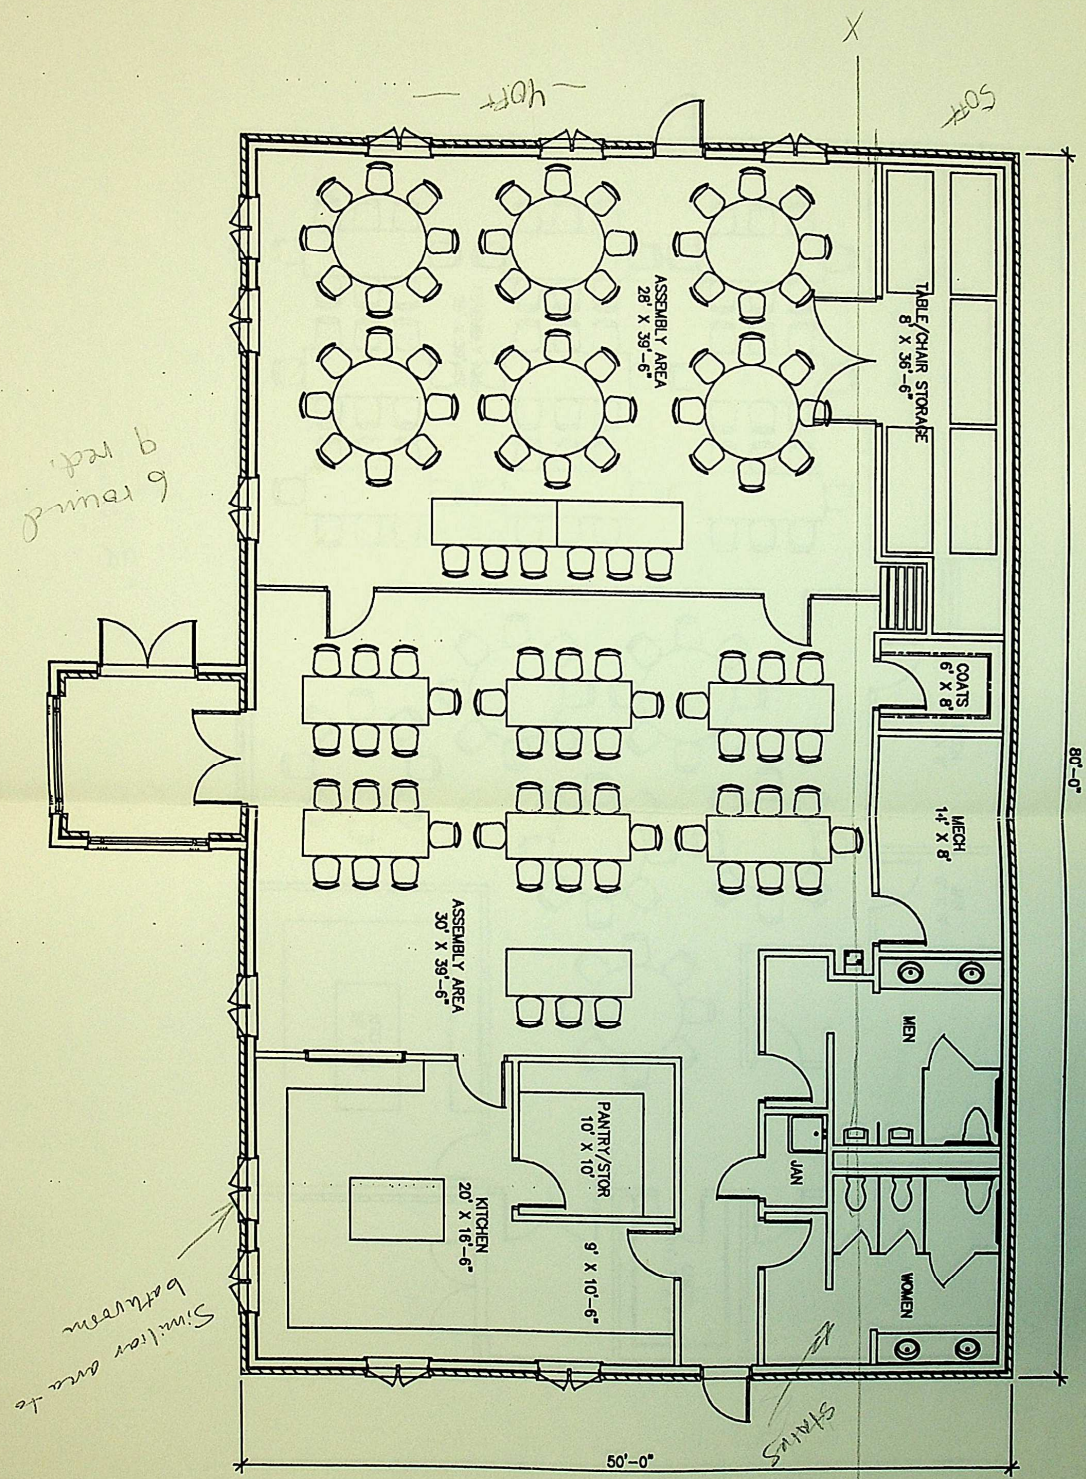 X
50ft
- 40ft -
TABLE/CHAIR STORAGE
8' X 36'-6"
ASSEMBLY AREA
28' X 39'-6"
6 round
9 rect.
COATS
6' X 8'
80'-0"
MECH
14' X 8'
ASSEMBLY AREA
30' X 39'-6"
MEN
PANTRY/STOR
10' X 10'
JAN
KITCHEN
20' X 16'-6"
9' X 10'-6"
WOMEN
Similiar area to
bathroom
stairs
50'-0"